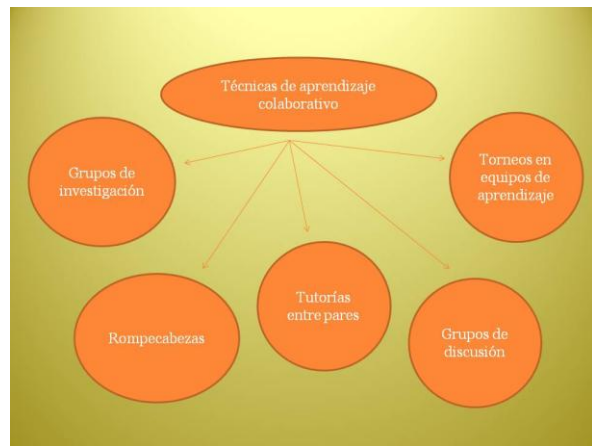 Técnicas de aprendizaje
colaborativo
Grupos de
investigación
Torneos en
equipos de
aprendizaje
Rompecabezas
Tutorías
entre pares
Grupos de
discusión